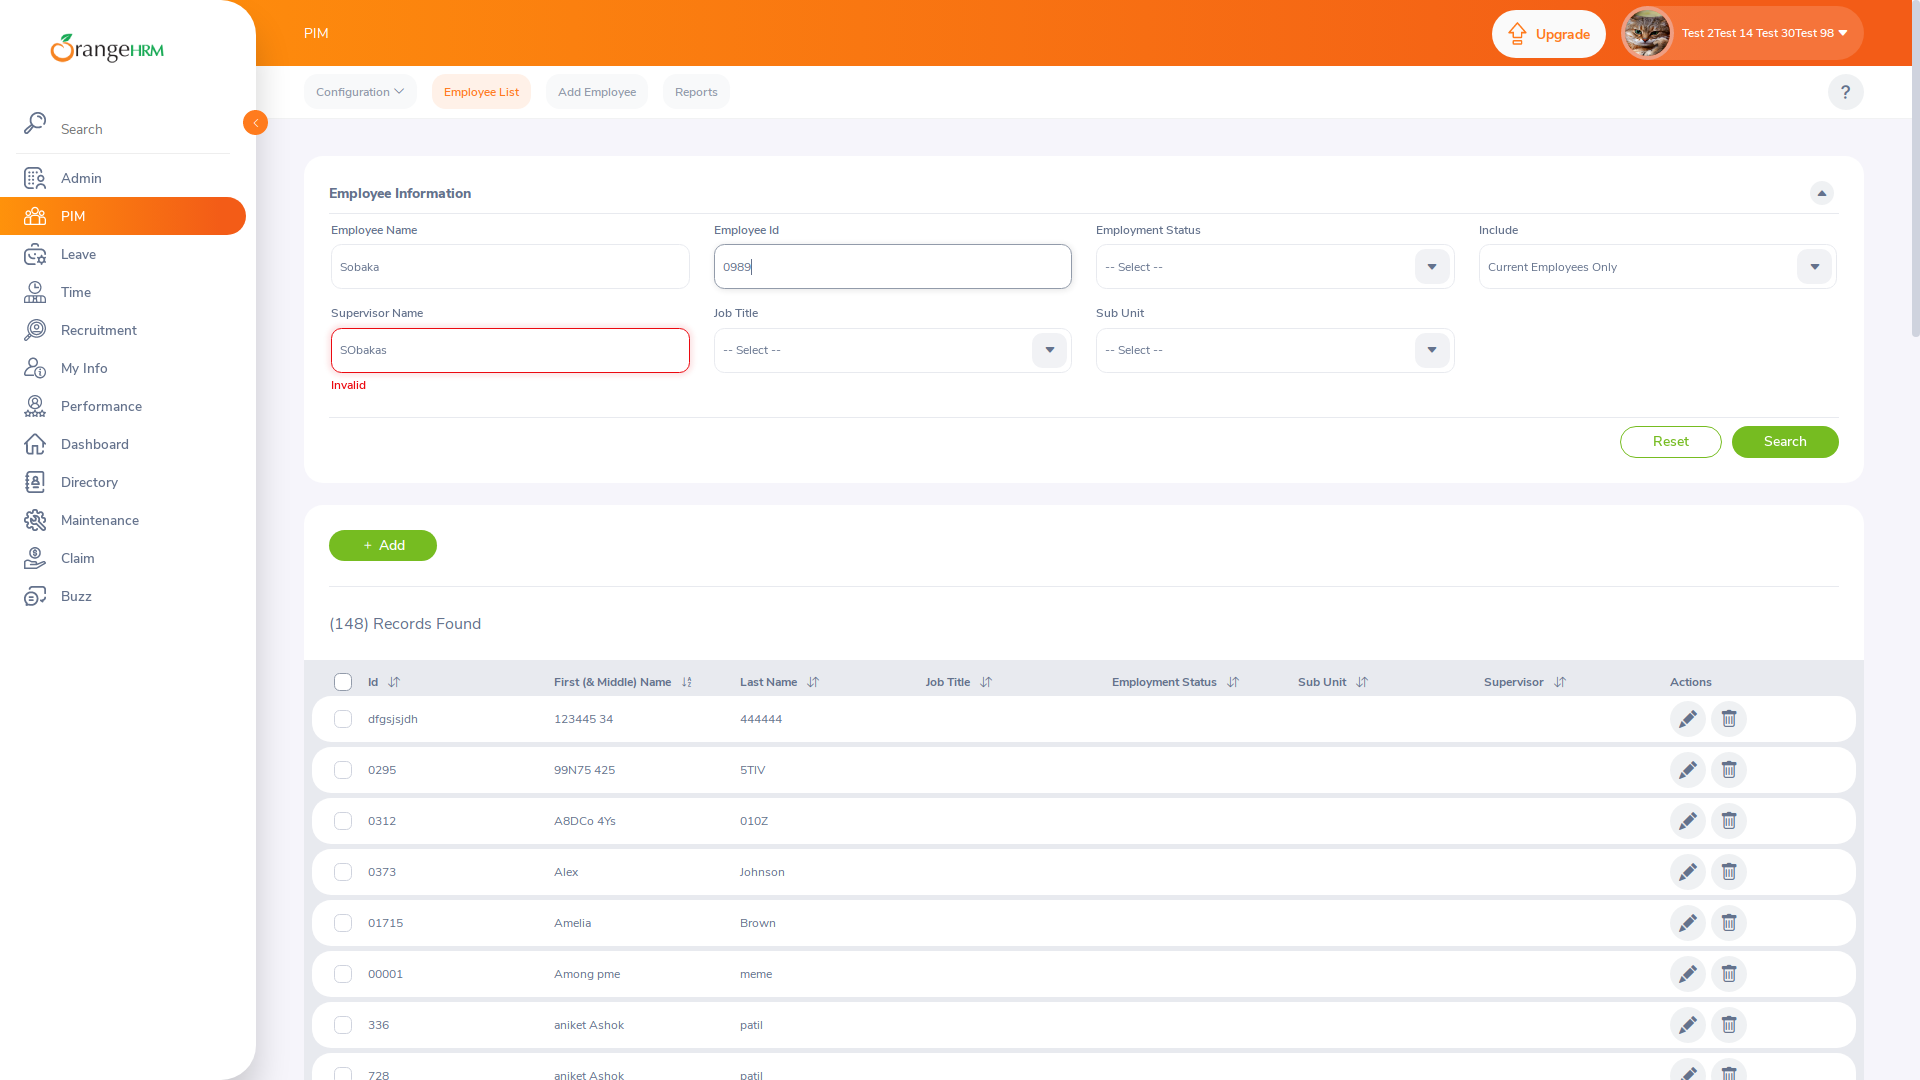 OrangeHRM
PIM
Upgrade
Test 2Test 14 Test 30Test 98
Configuration
Employee List
Add Employee
Reports
?
Search
Admin
PIM
Leave
Time
Recruitment
My Info
Performance
Dashboard
Directory
Maintenance
Claim
Buzz
Employee Information
Employee Name
Employee Id
Employment Status
Include
Sobaka
0989
-- Select --
Current Employees Only
Supervisor Name
Job Title
Sub Unit
SObakas
-- Select --
-- Select --
Invalid
Reset
Search
+ Add
(148) Records Found
Id First (& Middle) Name Last Name Job Title Employment Status Sub Unit Supervisor Actions
dfgsjsjdh 123445 34 444444
0295 99N75 425 5TIV
0312 A8DCo 4Ys 010Z
0373 Alex Johnson
01715 Amelia Brown
00001 Among pme meme
336 aniket Ashok patil
728 aniket Ashok patil